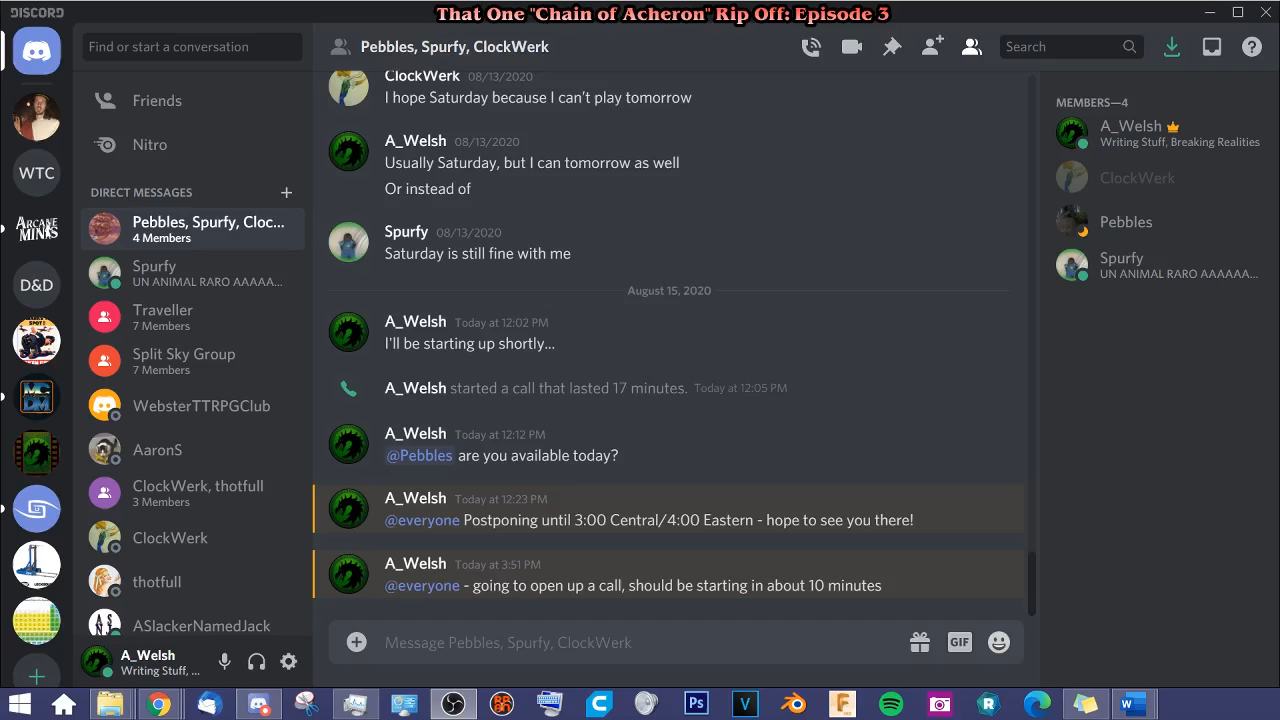 DISCORD
That One "Chain of Acheron" Rip Off: Episode 3
Find or start a conversation
Friends
Nitro
DIRECT MESSAGES
Pebbles, Spurfy, Cloc...
4 Members
Spurfy
UN ANIMAL RARO AAAAA...
Traveller
7 Members
Split Sky Group
7 Members
WebsterTTRPGClub
AaronS
ClockWerk, thotfull
3 Members
ClockWerk
thotfull
ASlackerNamedJack
A_Welsh
Writing Stuff, ...
WTC
ARCANE
MINIS
D&D
MC
DM
Pebbles, Spurfy, ClockWerk
Search
ClockWerk 08/13/2020
I hope Saturday because I can't play tomorrow
A_Welsh 08/13/2020
Usually Saturday, but I can tomorrow as well
Or instead of
Spurfy 08/13/2020
Saturday is still fine with me
August 15, 2020
A_Welsh Today at 12:02 PM
I'll be starting up shortly...
A_Welsh started a call that lasted 17 minutes. Today at 12:05 PM
A_Welsh Today at 12:12 PM
@Pebbles are you available today?
A_Welsh Today at 12:23 PM
@everyone Postponing until 3:00 Central/4:00 Eastern - hope to see you there!
A_Welsh Today at 3:51 PM
@everyone - going to open up a call, should be starting in about 10 minutes
Message Pebbles, Spurfy, ClockWerk
GIF
MEMBERS—4
A_Welsh
Writing Stuff, Breaking Realities
ClockWerk
Pebbles
Spurfy
UN ANIMAL RARO AAAAAA...
Ps
V
F
W